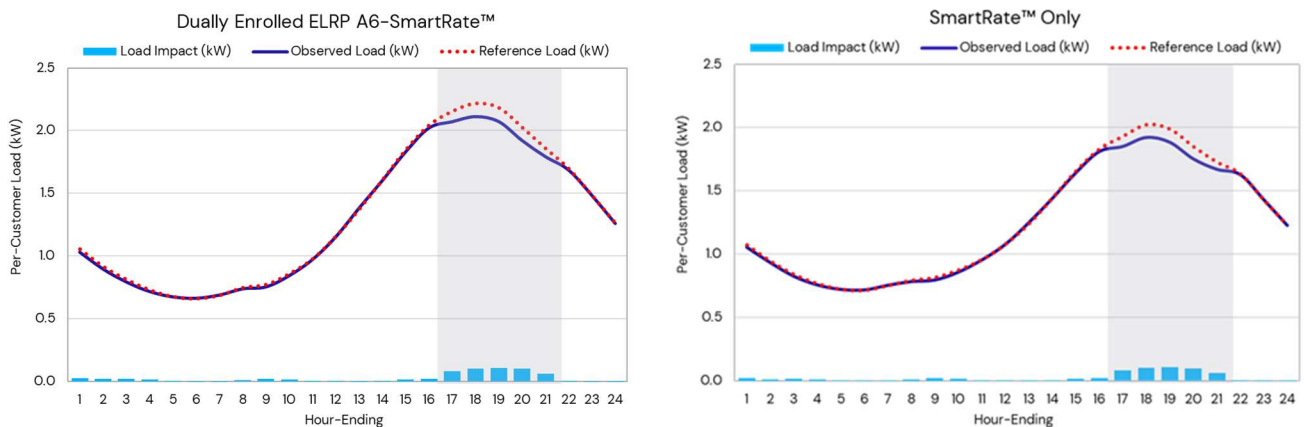 Dually Enrolled ELRP A6-SmartRate™
Load Impact (kW) Observed Load (kW) Reference Load (kW)
Per-Customer Load (kW)
2.5
2.0
1.5
1.0
0.5
0.0
1 2 3 4 5 6 7 8 9 10 11 12 13 14 15 16 17 18 19 20 21 22 23 24
Hour-Ending
SmartRate™ Only
Load Impact (kW) Observed Load (kW) Reference Load (kW)
Per-Customer Load (kW)
2.5
2.0
1.5
1.0
0.5
0.0
1 2 3 4 5 6 7 8 9 10 11 12 13 14 15 16 17 18 19 20 21 22 23 24
Hour-Ending